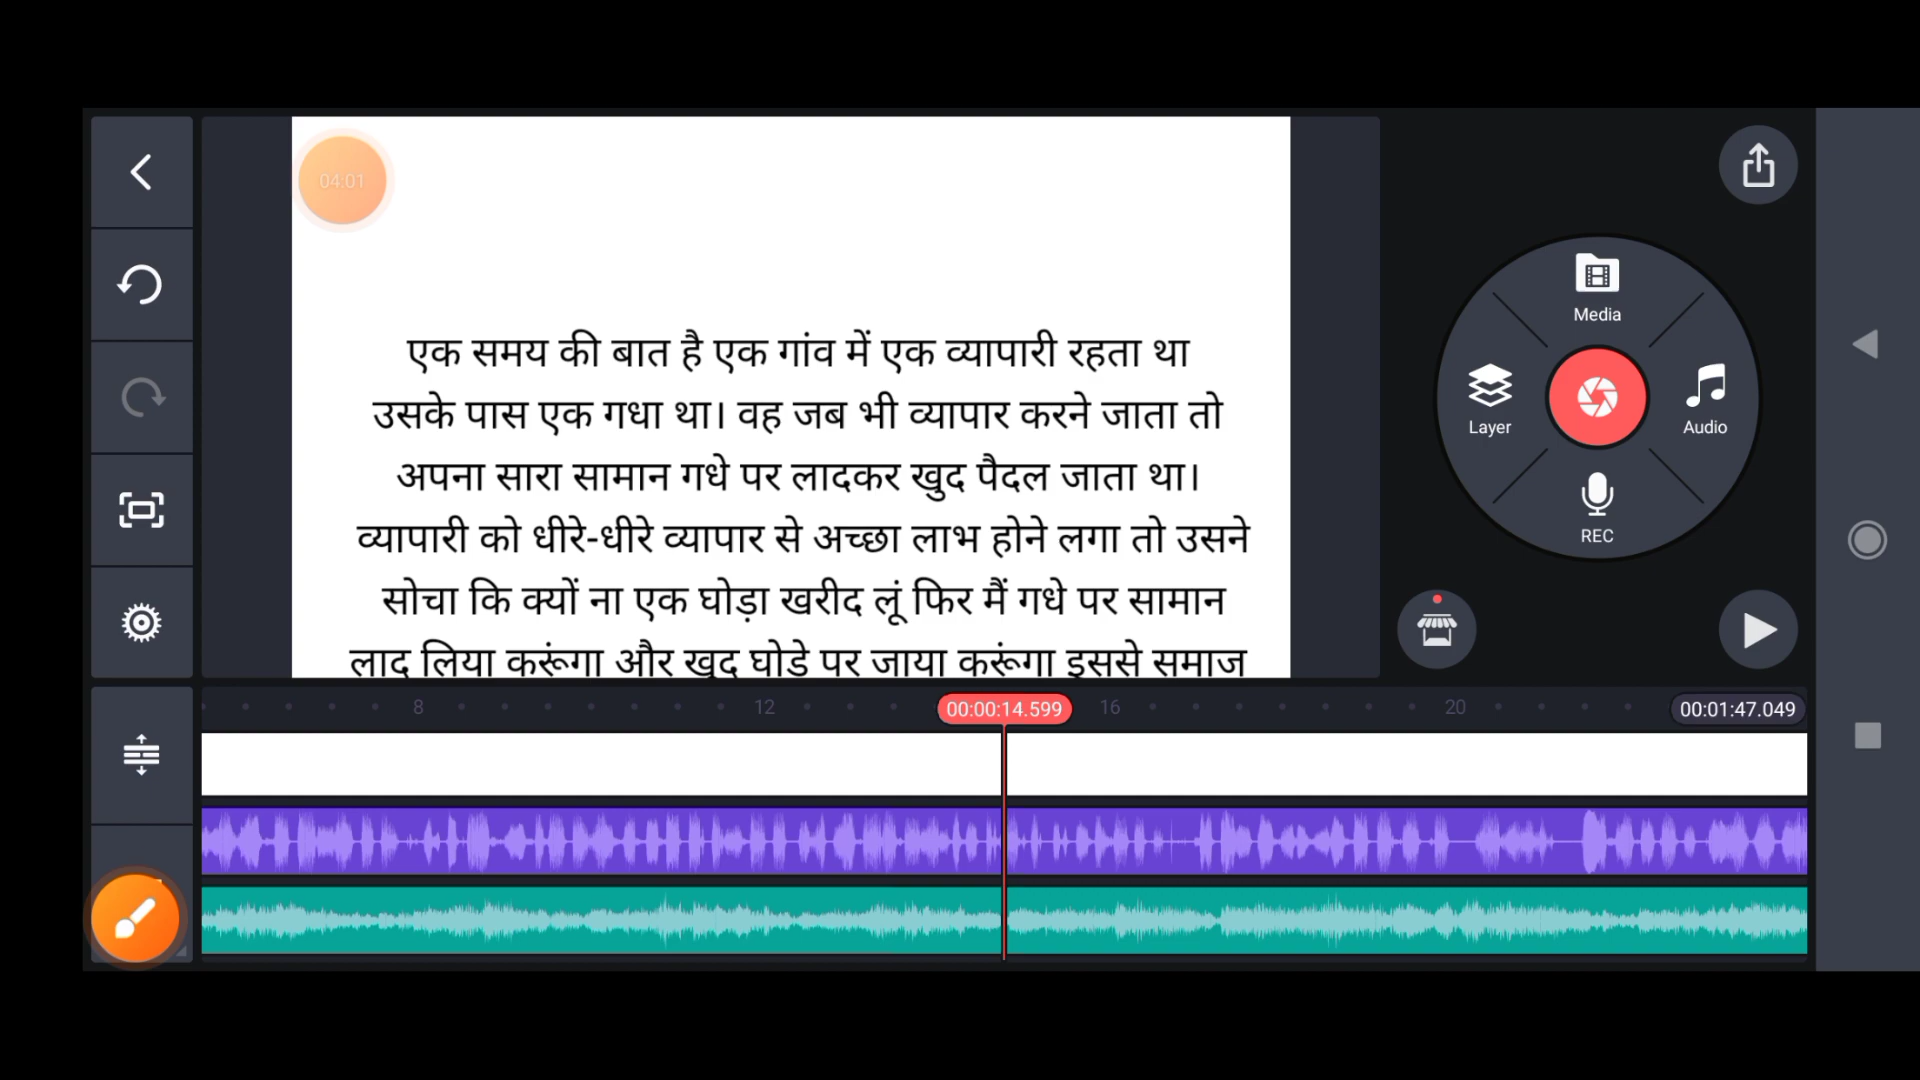 04:01
एक समय की बात है एक गांव में एक व्यापारी रहता था
उसके पास एक गधा था। वह जब भी व्यापार करने जाता तो
अपना सारा सामान गधे पर लादकर खुद पैदल जाता था।
व्यापारी को धीरे-धीरे व्यापार से अच्छा लाभ होने लगा तो उसने
सोचा कि क्यों ना एक घोड़ा खरीद लूं फिर मैं गधे पर सामान
लाद लिया करूंगा और खुद घोडे पर जाया करूंगा इससे समाज
Media
Layer
Audio
REC
8
12
00:00:14.599
16
20
00:01:47.049